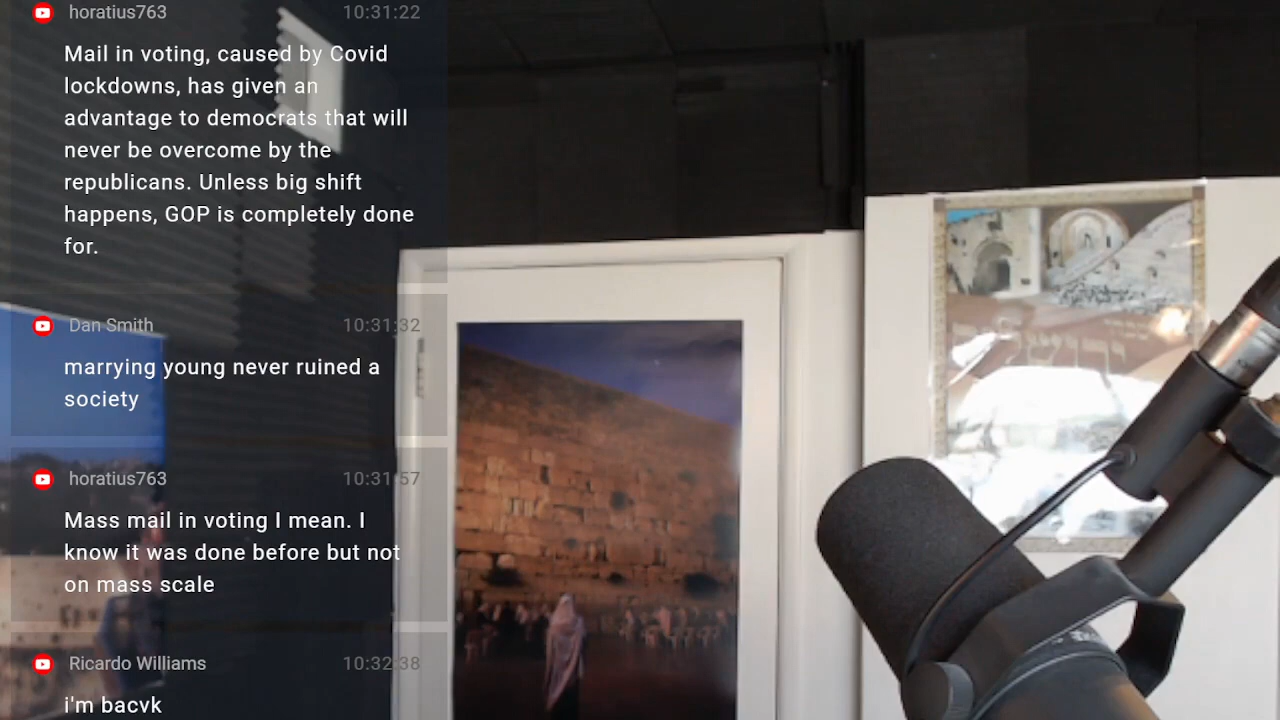 horatius763 10:31:22
Mail in voting, caused by Covid
lockdowns, has given an
advantage to democrats that will
never be overcome by the
republicans. Unless big shift
happens, GOP is completely done
for.
Dan Smith 10:31:32
marrying young never ruined a
society
horatius763 10:31:57
Mass mail in voting I mean. I
know it was done before but not
on mass scale
Ricardo Williams 10:32:38
i'm bacvk